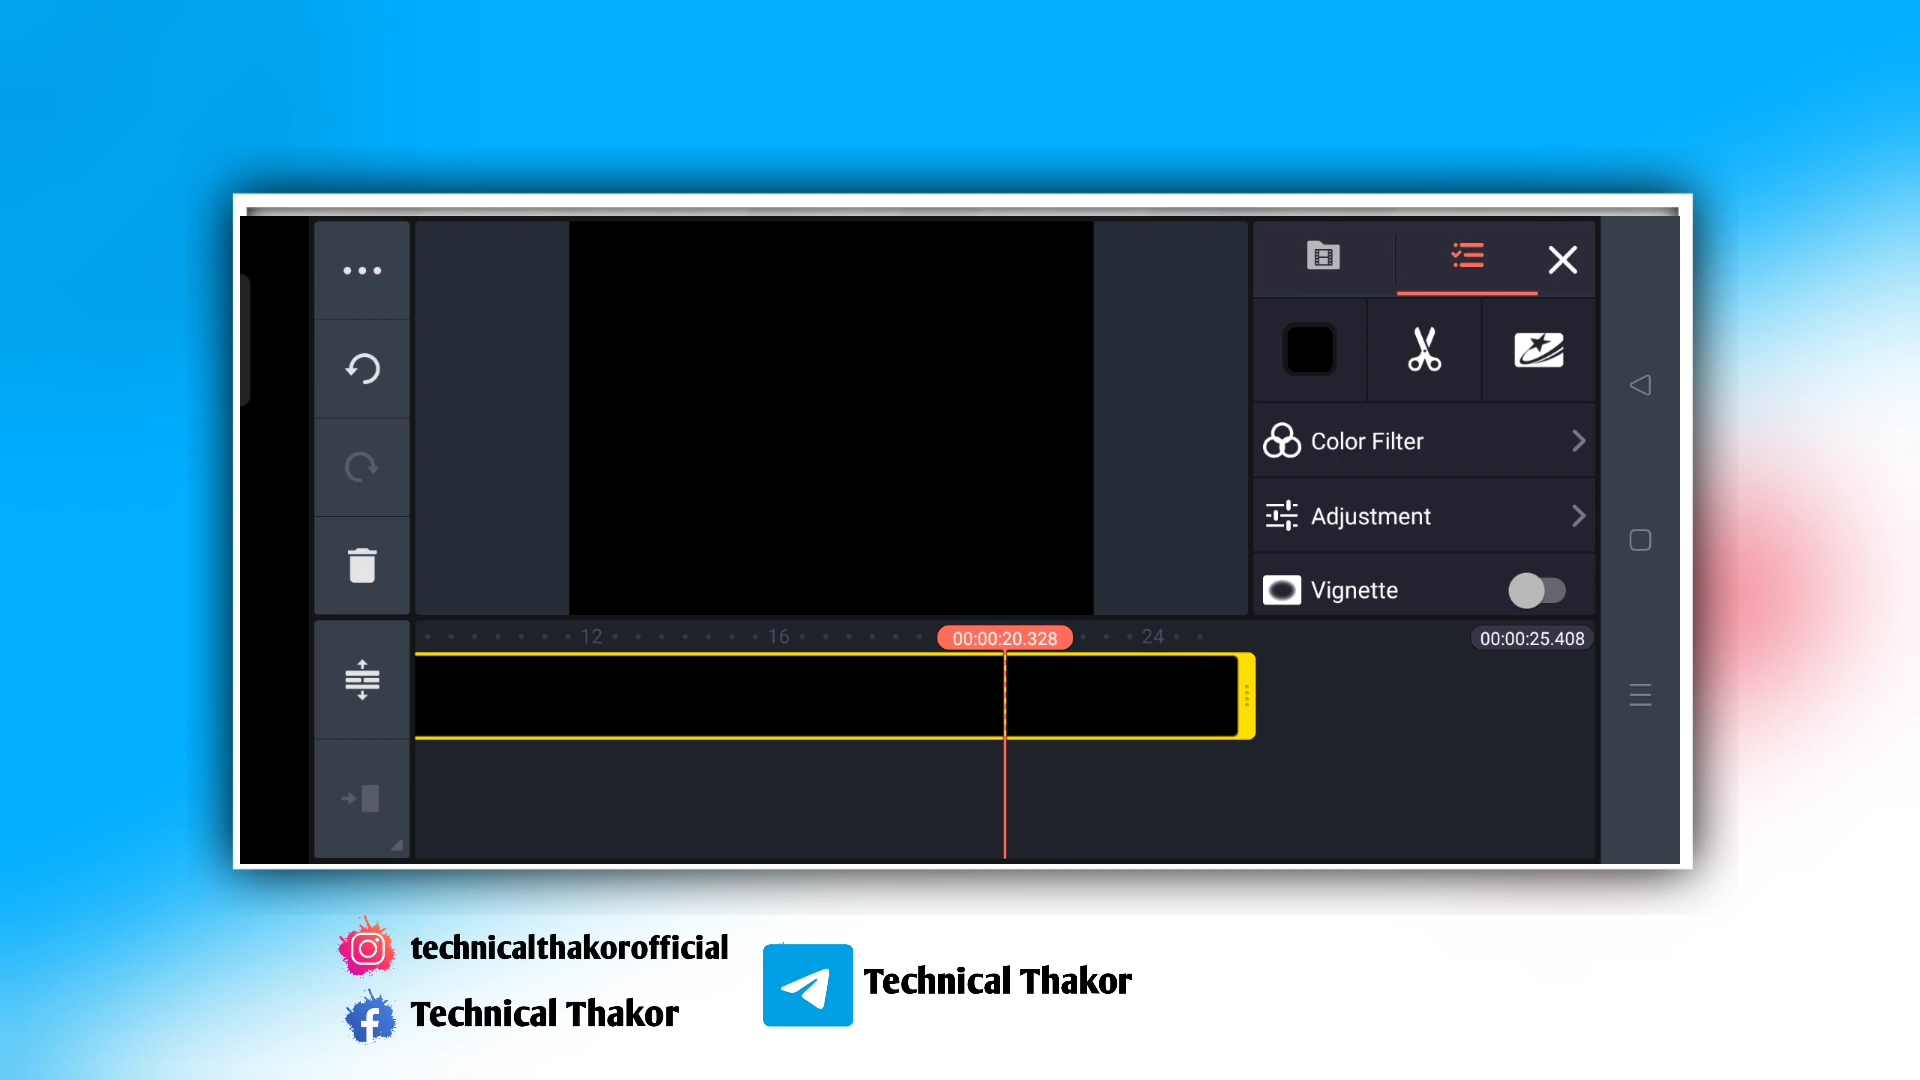 Color Filter
Adjustment
Vignette
12
16
00:00:20.328
24
00:00:25.408
technicalthakorofficial
Technical Thakor
Technical Thakor